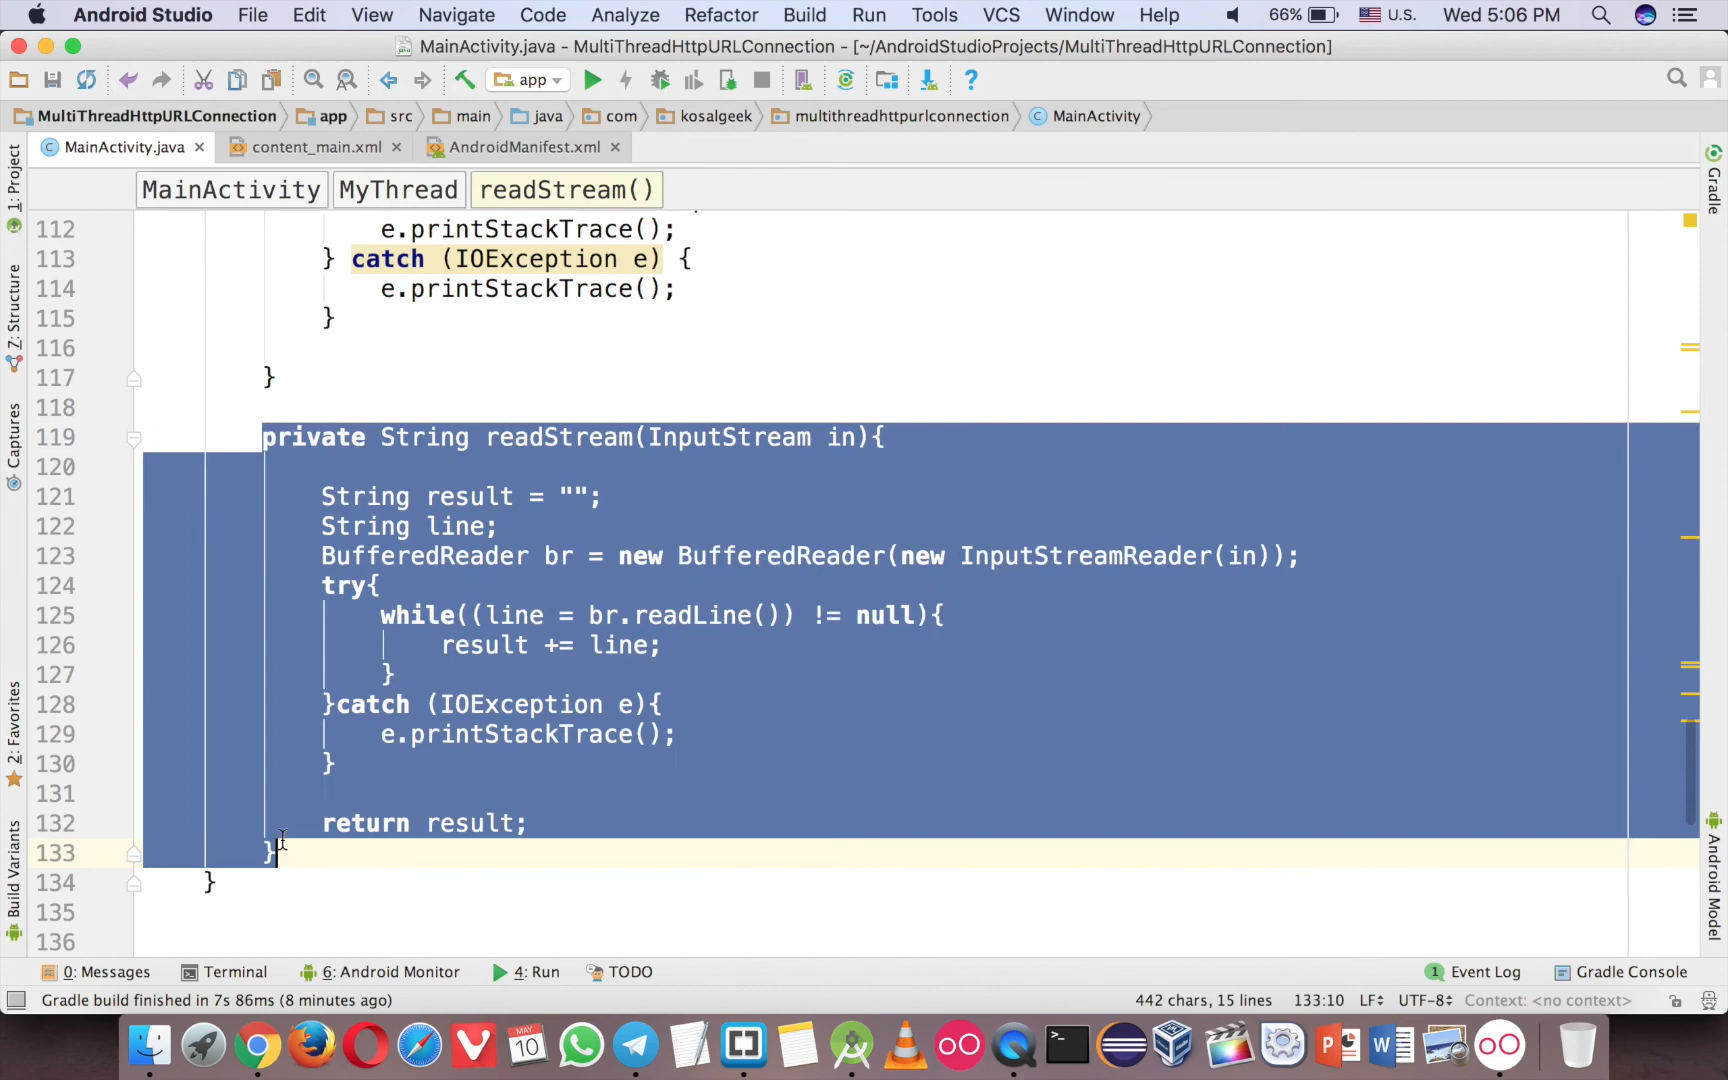 Android Studio File Edit View Navigate Code Analyze Refactor Build Run Tools VCS Window Help 66% U.S. Wed 5:06 PM
MainActivity.java - MultiThreadHttpURLConnection - [~/AndroidStudioProjects/MultiThreadHttpURLConnection]
app
MultiThreadHttpURLConnection app src main java com kosalgeek multithreadhttpurlconnection MainActivity
MainActivity.java content_main.xml AndroidManifest.xml
MainActivity MyThread readStream()
1: Project
Z: Structure
Captures
2: Favorites
Build Variants
Gradle
Android Model
112 e.printStackTrace();
113 } catch (IOException e) {
114 e.printStackTrace();
115 }
116
117 }
118
119 private String readStream(InputStream in){
120
121 String result = "";
122 String line;
123 BufferedReader br = new BufferedReader(new InputStreamReader(in));
124 try{
125 while((line = br.readLine()) != null){
126 result += line;
127 }
128 }catch (IOException e){
129 e.printStackTrace();
130 }
131
132 return result;
133 }
134 }
135
136
0: Messages Terminal 6: Android Monitor 4: Run TODO 1 Event Log Gradle Console
Gradle build finished in 7s 86ms (8 minutes ago) 442 chars, 15 lines 133:10 LF UTF-8 Context: <no context>
MAY
10
P W